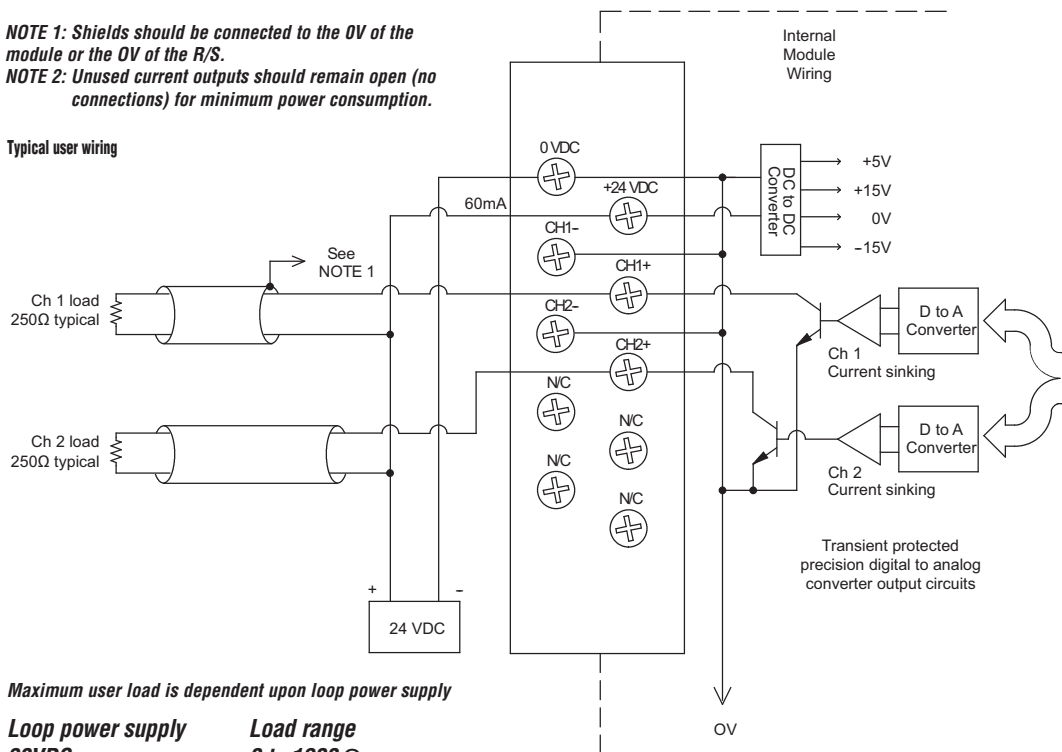 NOTE 1: Shields should be connected to the 0V of the
module or the 0V of the R/S.
NOTE 2: Unused current outputs should remain open (no
connections) for minimum power consumption.
Typical user wiring
Internal
Module
Wiring
0 VDC
+24 VDC
60mA
CH1-
CH1+
CH2-
CH2+
N/C
N/C
N/C
N/C
DC to DC
Converter
+5V
+15V
0V
-15V
See
NOTE 1
Ch 1 load
250Ω typical
D to A
Converter
Ch 1
Current sinking
Ch 2 load
250Ω typical
D to A
Converter
Ch 2
Current sinking
Transient protected
precision digital to analog
converter output circuits
+
-
24 VDC
0V
Maximum user load is dependent upon loop power supply
Loop power supply Load range